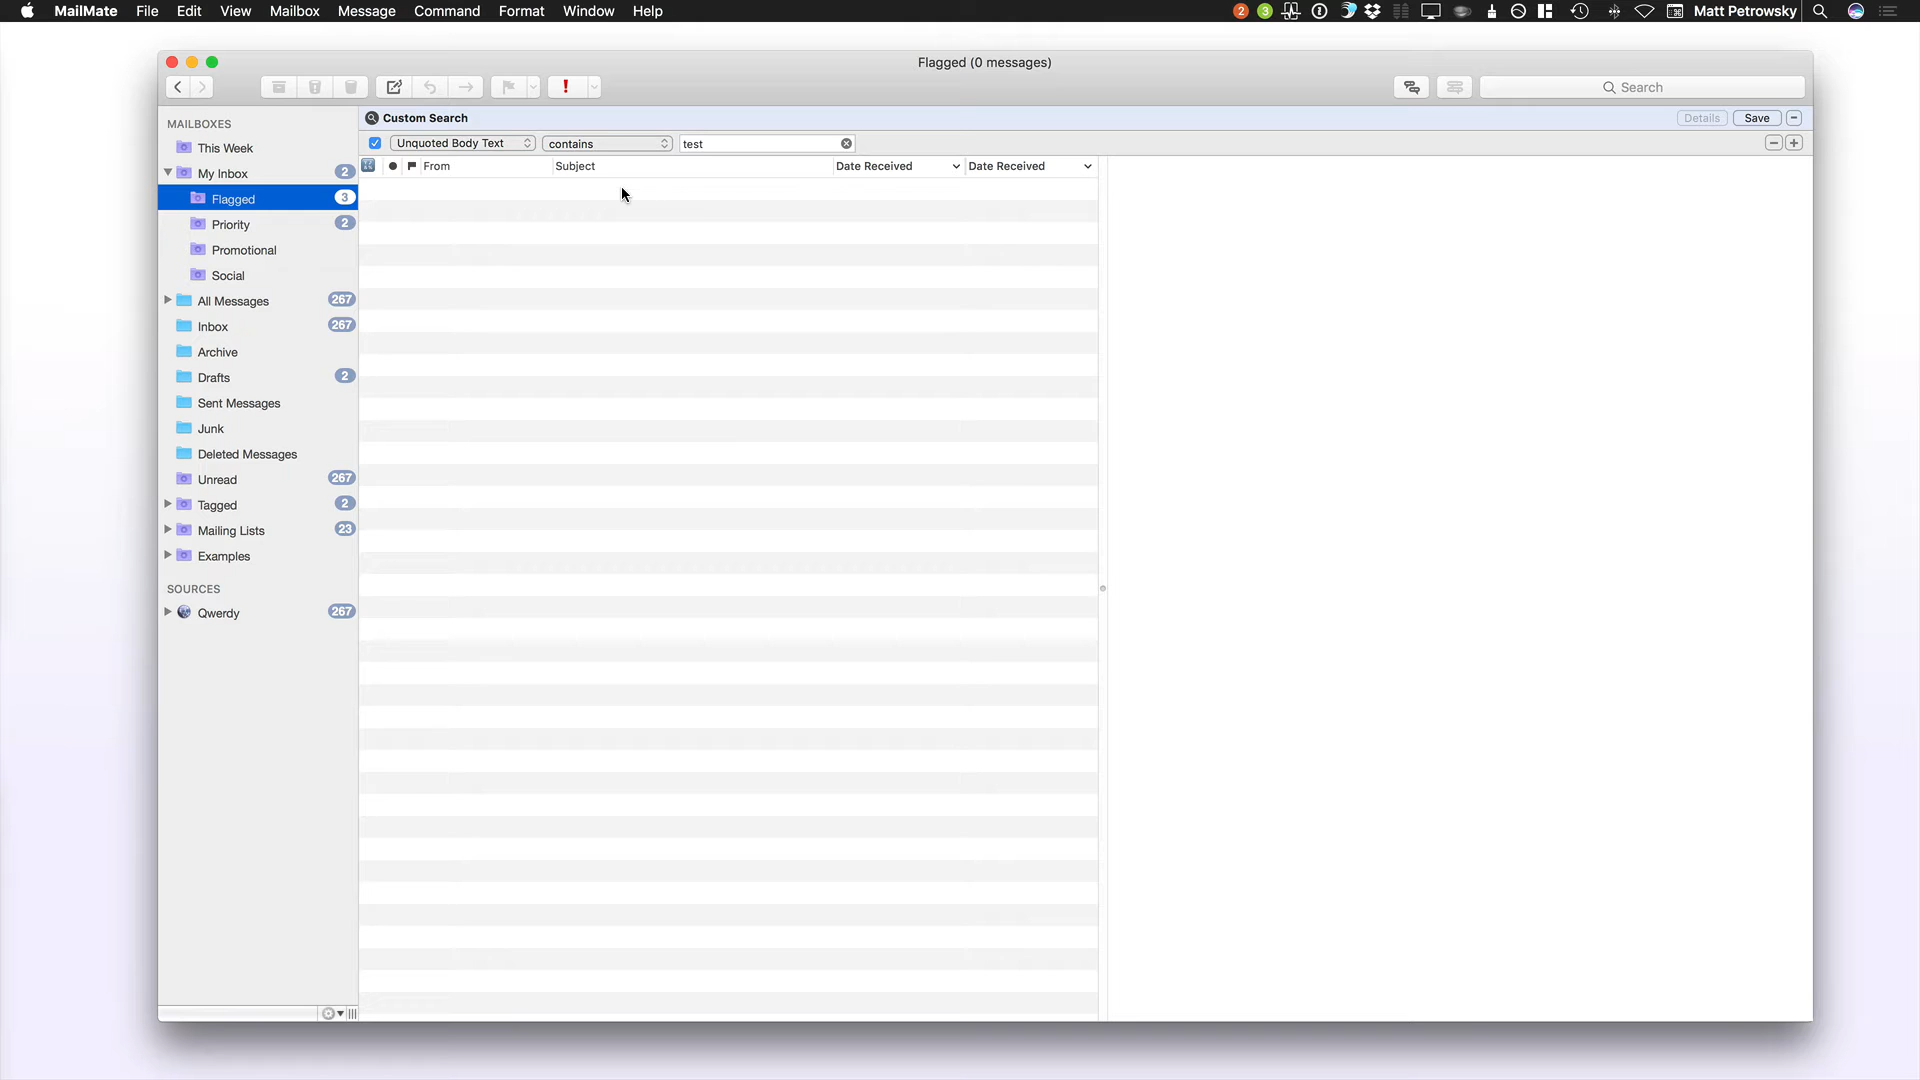 MailMate File Edit View Mailbox Message Command Format Window Help 2 3 Matt Petrowsky
Flagged (0 messages)
Search
MAILBOXES
This Week
My Inbox 2
Flagged 3
Priority 2
Promotional
Social
All Messages 267
Inbox 267
Archive
Drafts 2
Sent Messages
Junk
Deleted Messages
Unread 267
Tagged 2
Mailing Lists 23
Examples
SOURCES
Qwerdy 267
Custom Search Details Save
Unquoted Body Text contains test
From Subject Date Received Date Received